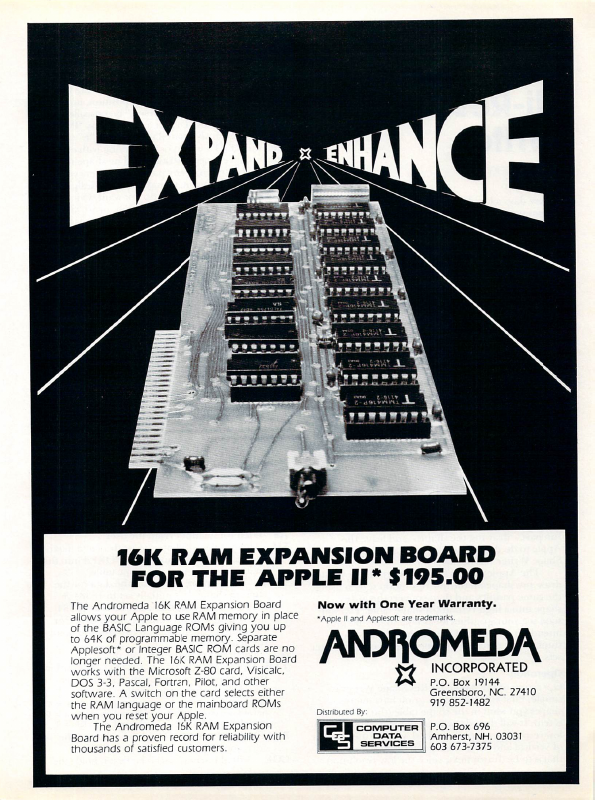 EXPAND ENHANCE
16K RAM EXPANSION BOARD
FOR THE APPLE II* $195.00
The Andromeda 16K RAM Expansion Board
allows your Apple to use RAM memory in place
of the BASIC Language ROMs giving you up
to 64K of programmable memory. Separate
Applesoft* or Integer BASIC ROM cards are no
longer needed. The 16K RAM Expansion Board
works with the Microsoft Z-80 card, Visicalc,
DOS 3-3, Pascal, Fortran, Pilot, and other
software. A switch on the card selects either
the RAM language or the mainboard ROMs
when you reset your Apple.
The Andromeda 16K RAM Expansion
Board has a proven record for reliability with
thousands of satisfied customers.
Now with One Year Warranty.
*Apple II and Applesoft are trademarks.
ANDROMEDA
INCORPORATED
P.O. Box 19144
Greensboro, NC. 27410
919 852-1482
Distributed By:
CdS
COMPUTER
DATA
SERVICES
P.O. Box 696
Amherst, NH. 03031
603 673-7375